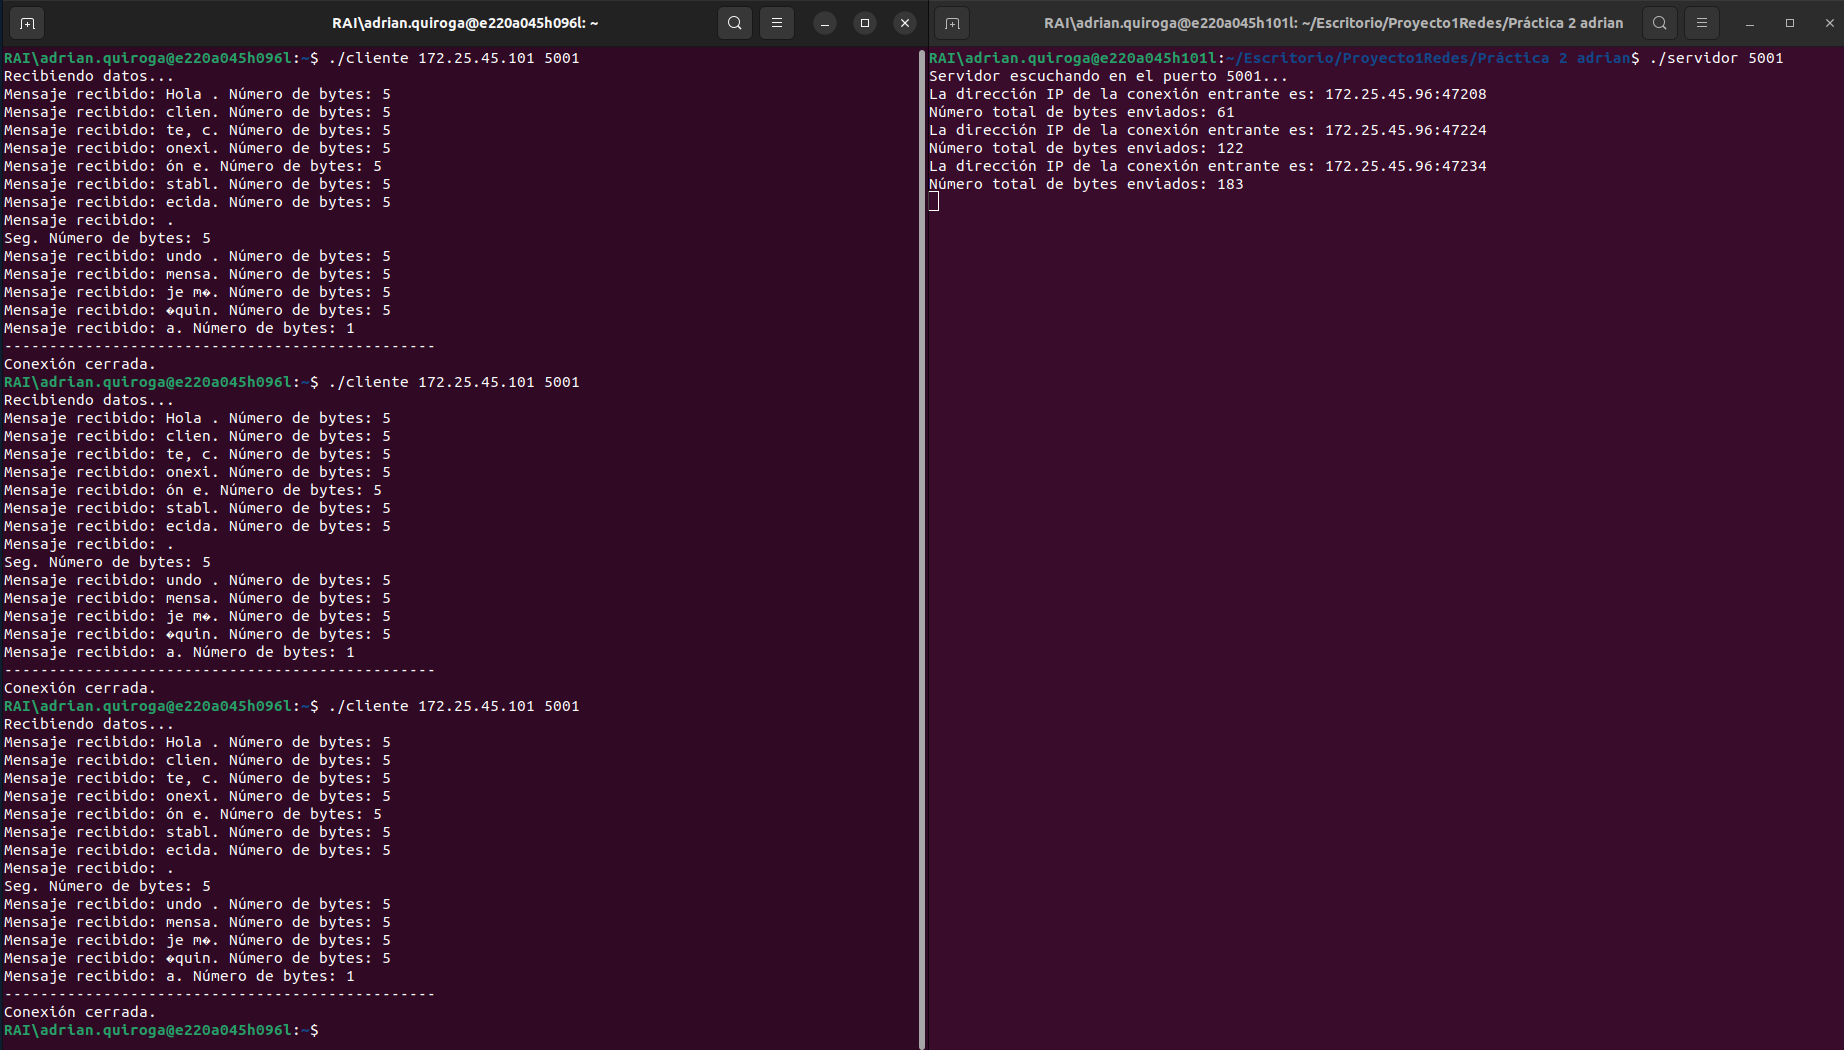 RAI\adrian.quiroga@e220a045h096l: ~
RAI\adrian.quiroga@e220a045h096l:~$ ./cliente 172.25.45.101 5001
Recibiendo datos...
Mensaje recibido: Hola . Número de bytes: 5
Mensaje recibido: clien. Número de bytes: 5
Mensaje recibido: te, c. Número de bytes: 5
Mensaje recibido: onexi. Número de bytes: 5
Mensaje recibido: ón e. Número de bytes: 5
Mensaje recibido: stabl. Número de bytes: 5
Mensaje recibido: ecida. Número de bytes: 5
Mensaje recibido: .
Seg. Número de bytes: 5
Mensaje recibido: undo . Número de bytes: 5
Mensaje recibido: mensa. Número de bytes: 5
Mensaje recibido: je m�. Número de bytes: 5
Mensaje recibido: �quin. Número de bytes: 5
Mensaje recibido: a. Número de bytes: 1
------------------------------------------------
Conexión cerrada.
RAI\adrian.quiroga@e220a045h096l:~$ ./cliente 172.25.45.101 5001
Recibiendo datos...
Mensaje recibido: Hola . Número de bytes: 5
Mensaje recibido: clien. Número de bytes: 5
Mensaje recibido: te, c. Número de bytes: 5
Mensaje recibido: onexi. Número de bytes: 5
Mensaje recibido: ón e. Número de bytes: 5
Mensaje recibido: stabl. Número de bytes: 5
Mensaje recibido: ecida. Número de bytes: 5
Mensaje recibido: .
Seg. Número de bytes: 5
Mensaje recibido: undo . Número de bytes: 5
Mensaje recibido: mensa. Número de bytes: 5
Mensaje recibido: je m�. Número de bytes: 5
Mensaje recibido: �quin. Número de bytes: 5
Mensaje recibido: a. Número de bytes: 1
------------------------------------------------
Conexión cerrada.
RAI\adrian.quiroga@e220a045h096l:~$ ./cliente 172.25.45.101 5001
Recibiendo datos...
Mensaje recibido: Hola . Número de bytes: 5
Mensaje recibido: clien. Número de bytes: 5
Mensaje recibido: te, c. Número de bytes: 5
Mensaje recibido: onexi. Número de bytes: 5
Mensaje recibido: ón e. Número de bytes: 5
Mensaje recibido: stabl. Número de bytes: 5
Mensaje recibido: ecida. Número de bytes: 5
Mensaje recibido: .
Seg. Número de bytes: 5
Mensaje recibido: undo . Número de bytes: 5
Mensaje recibido: mensa. Número de bytes: 5
Mensaje recibido: je m�. Número de bytes: 5
Mensaje recibido: �quin. Número de bytes: 5
Mensaje recibido: a. Número de bytes: 1
------------------------------------------------
Conexión cerrada.
RAI\adrian.quiroga@e220a045h096l:~$
RAI\adrian.quiroga@e220a045h101l: ~/Escritorio/Proyecto1Redes/Práctica 2 adrian
RAI\adrian.quiroga@e220a045h101l:~/Escritorio/Proyecto1Redes/Práctica 2 adrian$ ./servidor 5001
Servidor escuchando en el puerto 5001...
La dirección IP de la conexión entrante es: 172.25.45.96:47208
Número total de bytes enviados: 61
La dirección IP de la conexión entrante es: 172.25.45.96:47224
Número total de bytes enviados: 122
La dirección IP de la conexión entrante es: 172.25.45.96:47234
Número total de bytes enviados: 183